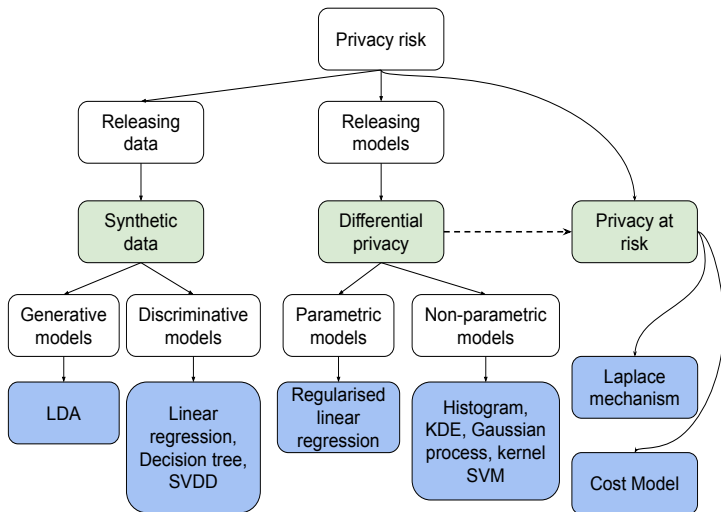 Privacy risk
Releasing
data
Releasing
models
Synthetic
data
Differential
privacy
Privacy at
risk
Generative
models
Discriminative
models
Parametric
models
Non-parametric
models
LDA
Linear
regression,
Decision tree,
SVDD
Regularised
linear
regression
Histogram,
KDE, Gaussian
process, kernel
SVM
Laplace
mechanism
Cost Model